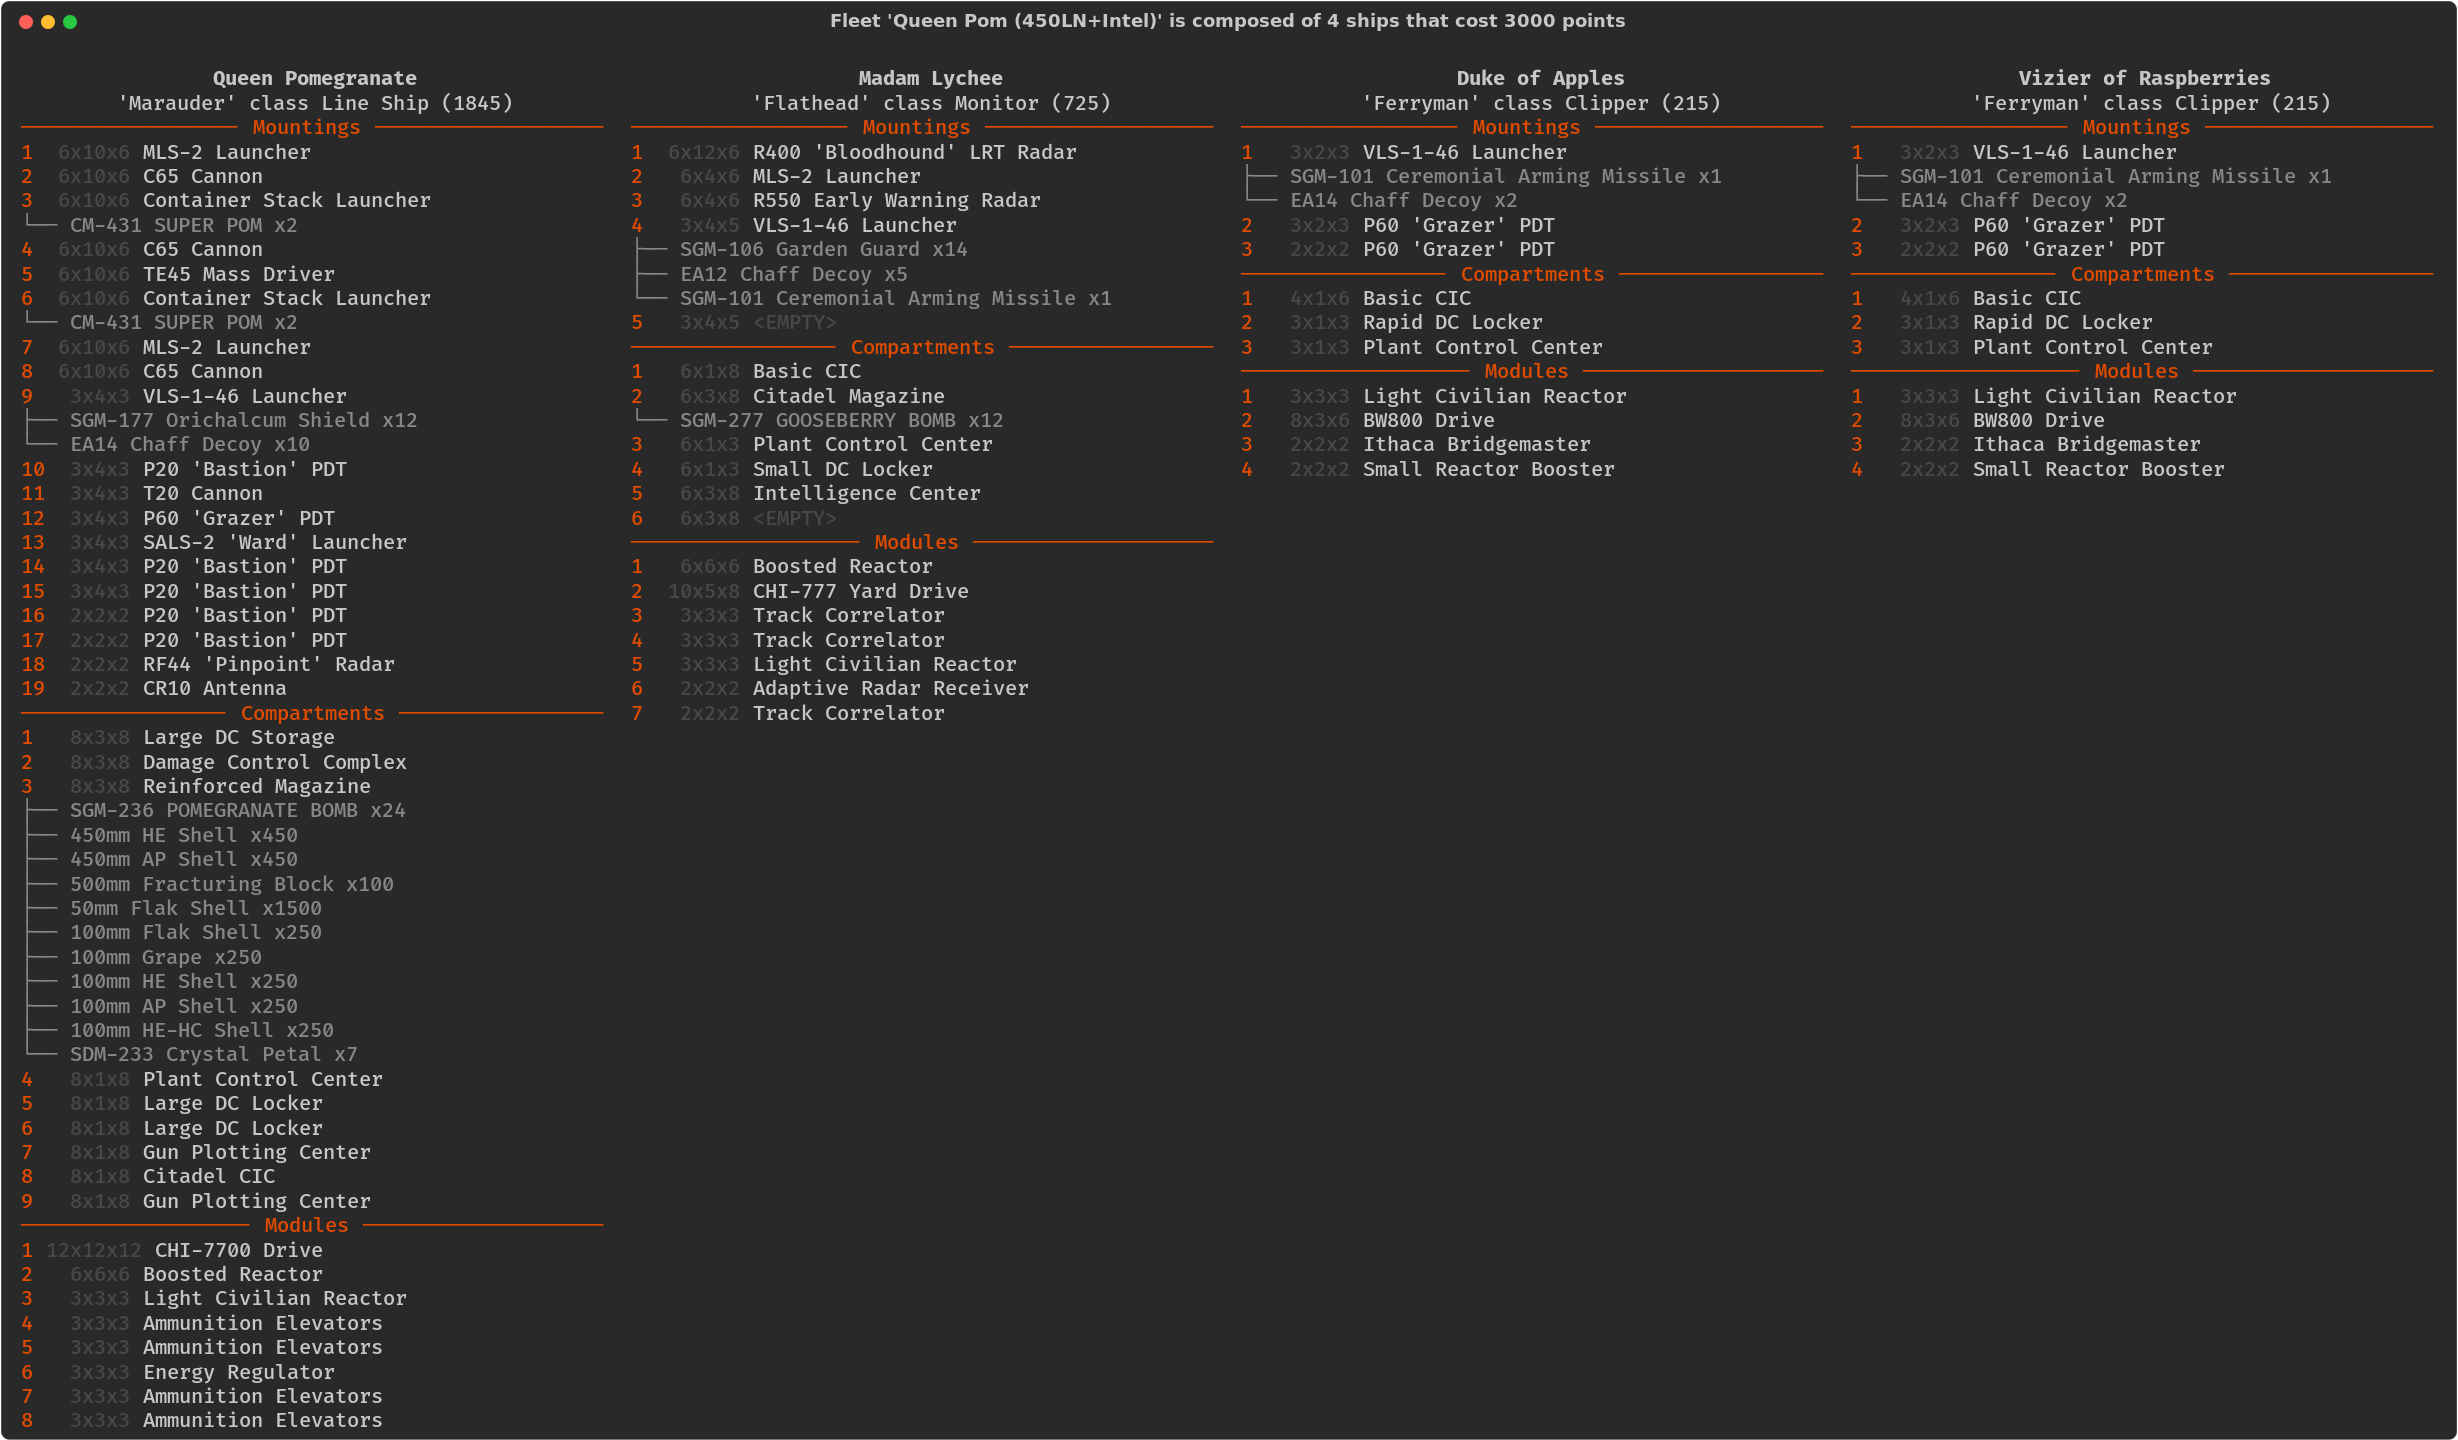 Fleet 'Queen Pom (450LN+Intel)' is composed of 4 ships that cost 3000 points
Queen Pomegranate
'Marauder' class Line Ship (1845)
Mountings
1 6x10x6 MLS-2 Launcher
2 6x10x6 C65 Cannon
3 6x10x6 Container Stack Launcher
CM-431 SUPER POM x2
4 6x10x6 C65 Cannon
5 6x10x6 TE45 Mass Driver
6 6x10x6 Container Stack Launcher
CM-431 SUPER POM x2
7 6x10x6 MLS-2 Launcher
8 6x10x6 C65 Cannon
9 3x4x3 VLS-1-46 Launcher
SGM-177 Orichalcum Shield x12
EA14 Chaff Decoy x10
10 3x4x3 P20 'Bastion' PDT
11 3x4x3 T20 Cannon
12 3x4x3 P60 'Grazer' PDT
13 3x4x3 SALS-2 'Ward' Launcher
14 3x4x3 P20 'Bastion' PDT
15 3x4x3 P20 'Bastion' PDT
16 2x2x2 P20 'Bastion' PDT
17 2x2x2 P20 'Bastion' PDT
18 2x2x2 RF44 'Pinpoint' Radar
19 2x2x2 CR10 Antenna
Compartments
1 8x3x8 Large DC Storage
2 8x3x8 Damage Control Complex
3 8x3x8 Reinforced Magazine
SGM-236 POMEGRANATE BOMB x24
450mm HE Shell x450
450mm AP Shell x450
500mm Fracturing Block x100
50mm Flak Shell x1500
100mm Flak Shell x250
100mm Grape x250
100mm HE Shell x250
100mm AP Shell x250
100mm HE-HC Shell x250
SDM-233 Crystal Petal x7
4 8x1x8 Plant Control Center
5 8x1x8 Large DC Locker
6 8x1x8 Large DC Locker
7 8x1x8 Gun Plotting Center
8 8x1x8 Citadel CIC
9 8x1x8 Gun Plotting Center
Modules
1 12x12x12 CHI-7700 Drive
2 6x6x6 Boosted Reactor
3 3x3x3 Light Civilian Reactor
4 3x3x3 Ammunition Elevators
5 3x3x3 Ammunition Elevators
6 3x3x3 Energy Regulator
7 3x3x3 Ammunition Elevators
8 3x3x3 Ammunition Elevators
Madam Lychee
'Flathead' class Monitor (725)
Mountings
1 6x12x6 R400 'Bloodhound' LRT Radar
2 6x4x6 MLS-2 Launcher
3 6x4x6 R550 Early Warning Radar
4 3x4x5 VLS-1-46 Launcher
SGM-106 Garden Guard x14
EA12 Chaff Decoy x5
SGM-101 Ceremonial Arming Missile x1
5 3x4x5 <EMPTY>
Compartments
1 6x1x8 Basic CIC
2 6x3x8 Citadel Magazine
SGM-277 GOOSEBERRY BOMB x12
3 6x1x3 Plant Control Center
4 6x1x3 Small DC Locker
5 6x3x8 Intelligence Center
6 6x3x8 <EMPTY>
Modules
1 6x6x6 Boosted Reactor
2 10x5x8 CHI-777 Yard Drive
3 3x3x3 Track Correlator
4 3x3x3 Track Correlator
5 3x3x3 Light Civilian Reactor
6 2x2x2 Adaptive Radar Receiver
7 2x2x2 Track Correlator
Duke of Apples
'Ferryman' class Clipper (215)
Mountings
1 3x2x3 VLS-1-46 Launcher
SGM-101 Ceremonial Arming Missile x1
EA14 Chaff Decoy x2
2 3x2x3 P60 'Grazer' PDT
3 2x2x2 P60 'Grazer' PDT
Compartments
1 4x1x6 Basic CIC
2 3x1x3 Rapid DC Locker
3 3x1x3 Plant Control Center
Modules
1 3x3x3 Light Civilian Reactor
2 8x3x6 BW800 Drive
3 2x2x2 Ithaca Bridgemaster
4 2x2x2 Small Reactor Booster
Vizier of Raspberries
'Ferryman' class Clipper (215)
Mountings
1 3x2x3 VLS-1-46 Launcher
SGM-101 Ceremonial Arming Missile x1
EA14 Chaff Decoy x2
2 3x2x3 P60 'Grazer' PDT
3 2x2x2 P60 'Grazer' PDT
Compartments
1 4x1x6 Basic CIC
2 3x1x3 Rapid DC Locker
3 3x1x3 Plant Control Center
Modules
1 3x3x3 Light Civilian Reactor
2 8x3x6 BW800 Drive
3 2x2x2 Ithaca Bridgemaster
4 2x2x2 Small Reactor Booster